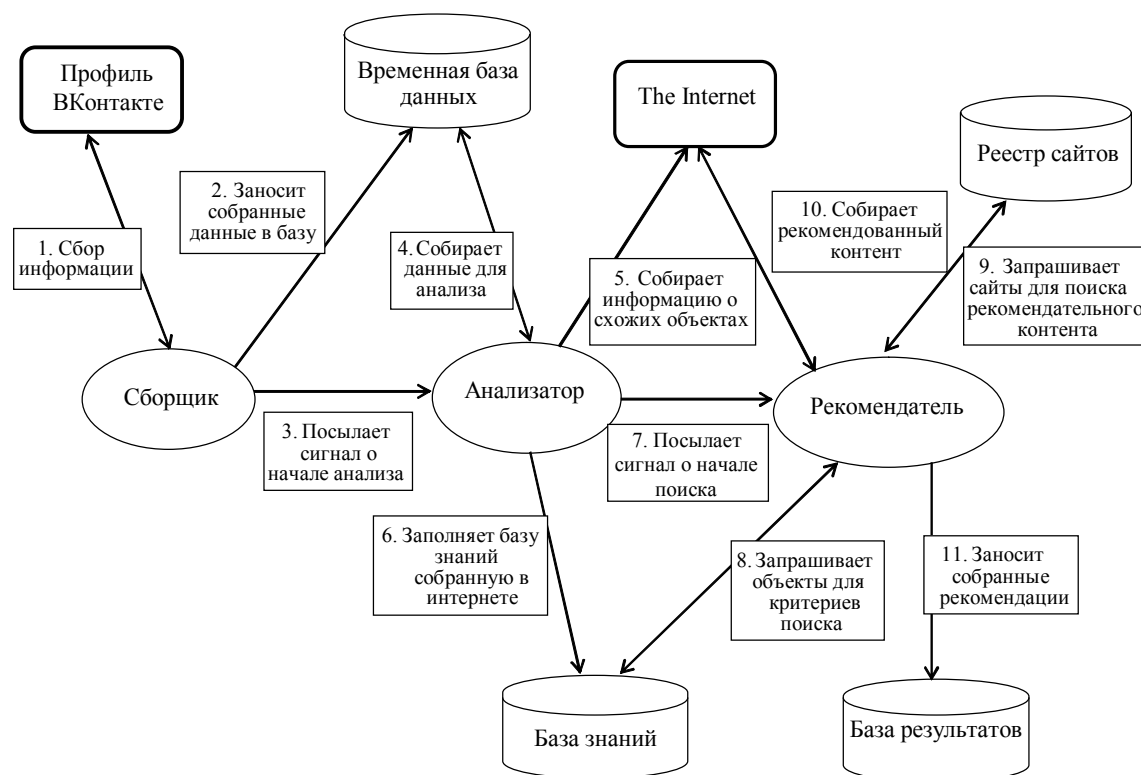 Профиль
ВКонтакте
Временная база
данных
The Internet
Реестр сайтов
2. Заносит
собранные
данные в базу
10. Собирает
рекомендованный
контент
1. Сбор
информации
4. Собирает
данные для
анализа
5. Собирает
информацию о
схожих объектах
9. Запрашивает
сайты для поиска
рекомендательного
контента
Сборщик
Анализатор
Рекомендатель
3. Посылает
сигнал о
начале анализа
7. Посылает
сигнал о начале
поиска
6. Заполняет базу
знаний
собранную в
интернете
8. Запрашивает
объекты для
критериев
поиска
11. Заносит
собранные
рекомендации
База знаний
База результатов